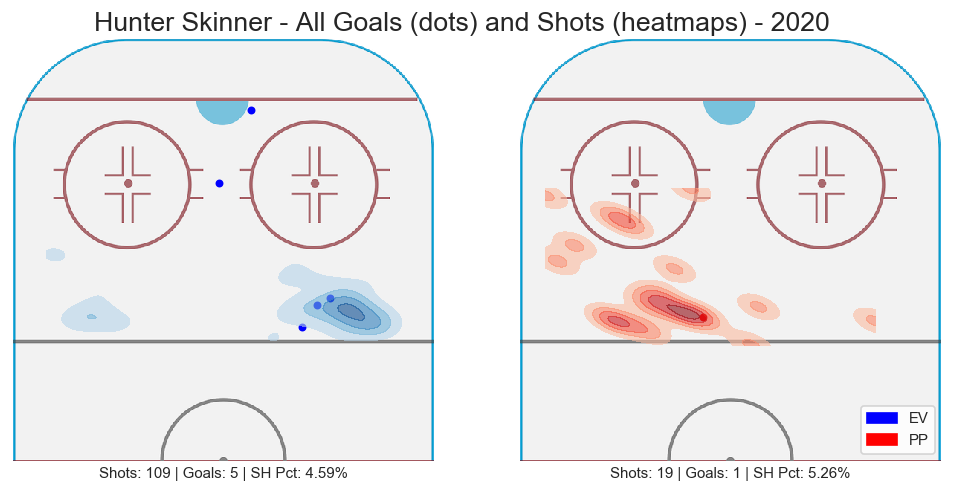 Hunter Skinner - All Goals (dots) and Shots (heatmaps) - 2020
EV
PP
Shots: 109 | Goals: 5 | SH Pct: 4.59%
Shots: 19 | Goals: 1 | SH Pct: 5.26%